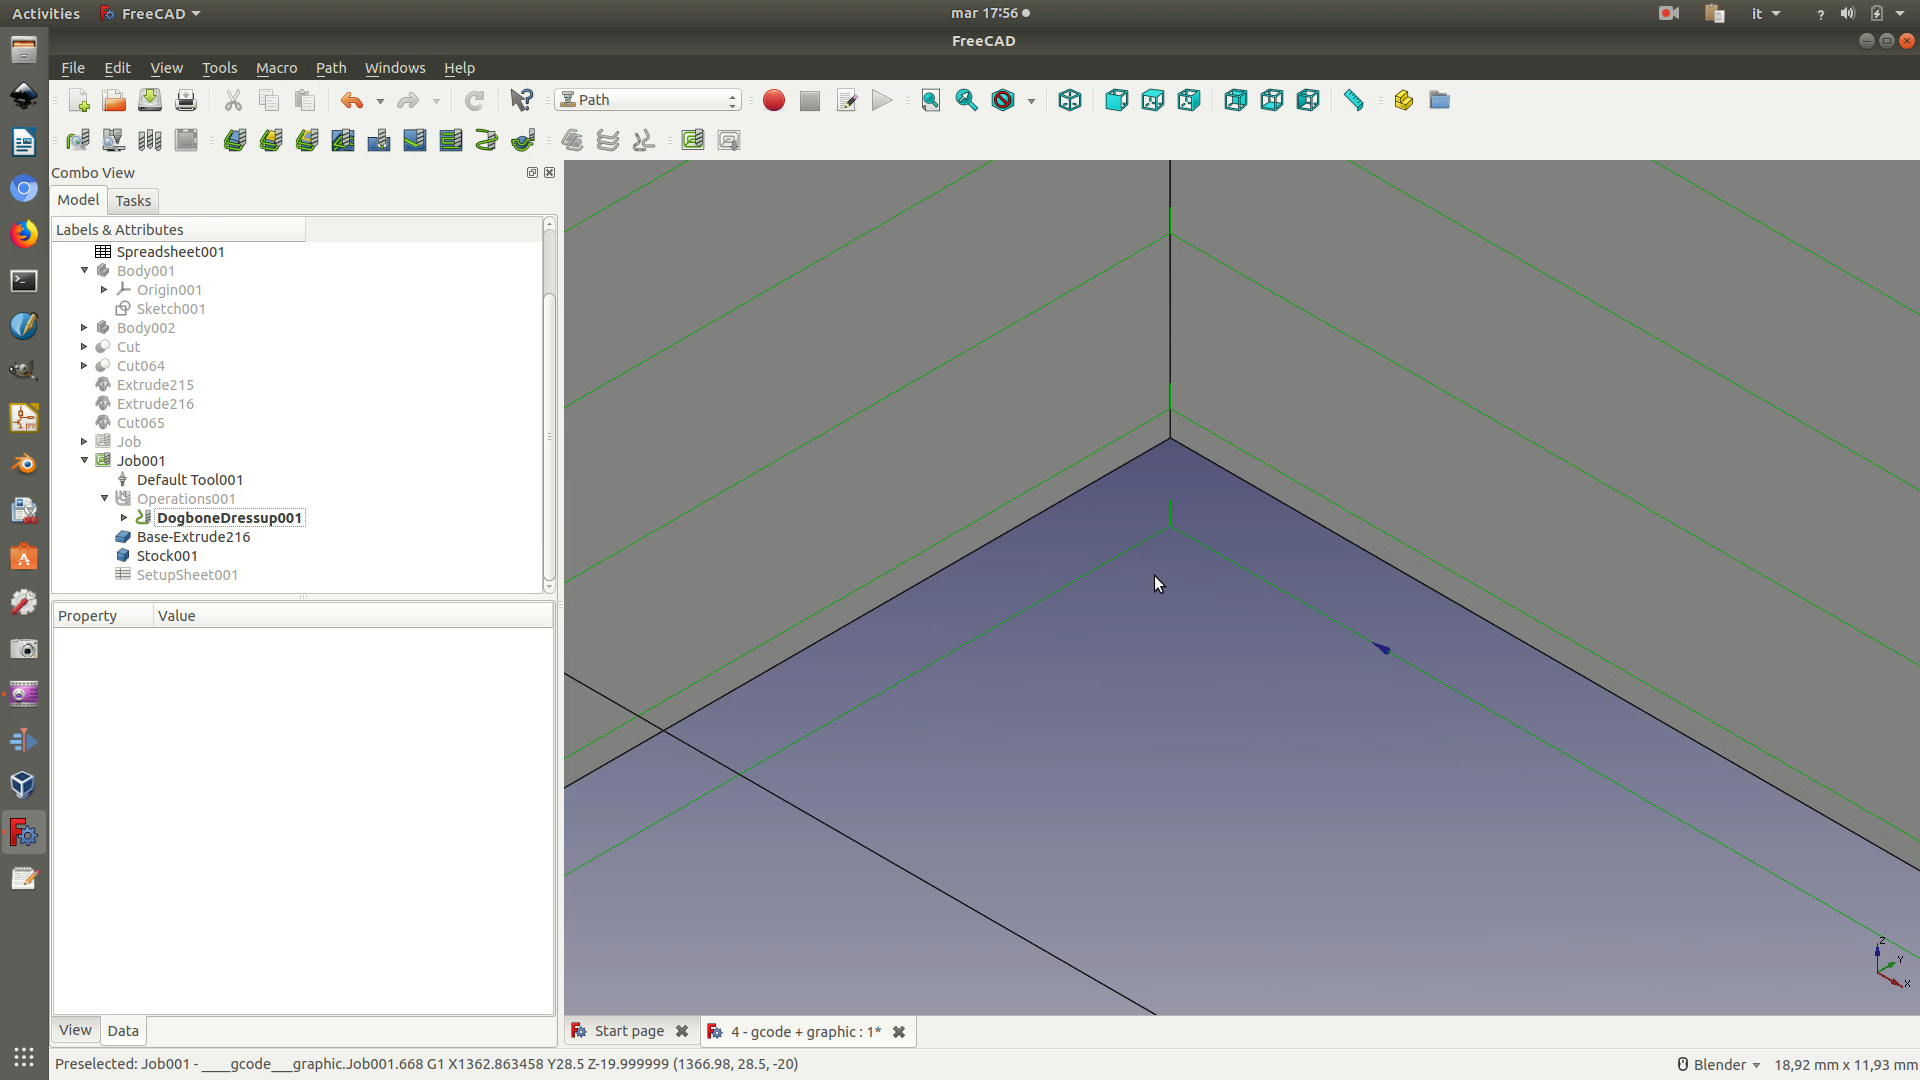 Activities FreeCAD mar 17:56 it ?
FreeCAD
File Edit View Tools Macro Path Windows Help
Path
Combo View
Model Tasks
Labels & Attributes
Spreadsheet001
Body001
Origin001
Sketch001
Body002
Cut
Cut064
Extrude215
Extrude216
Cut065
Job
Job001
Default Tool001
Operations001
DogboneDressup001
Base-Extrude216
Stock001
SetupSheet001
Property Value
Z
Y
X
View Data
Start page 4 - gcode + graphic : 1*
Preselected: Job001 - ____gcode___graphic.Job001.668 G1 X1362.863458 Y28.5 Z-19.999999 (1366.98, 28.5, -20) Blender 18,92 mm x 11,93 mm